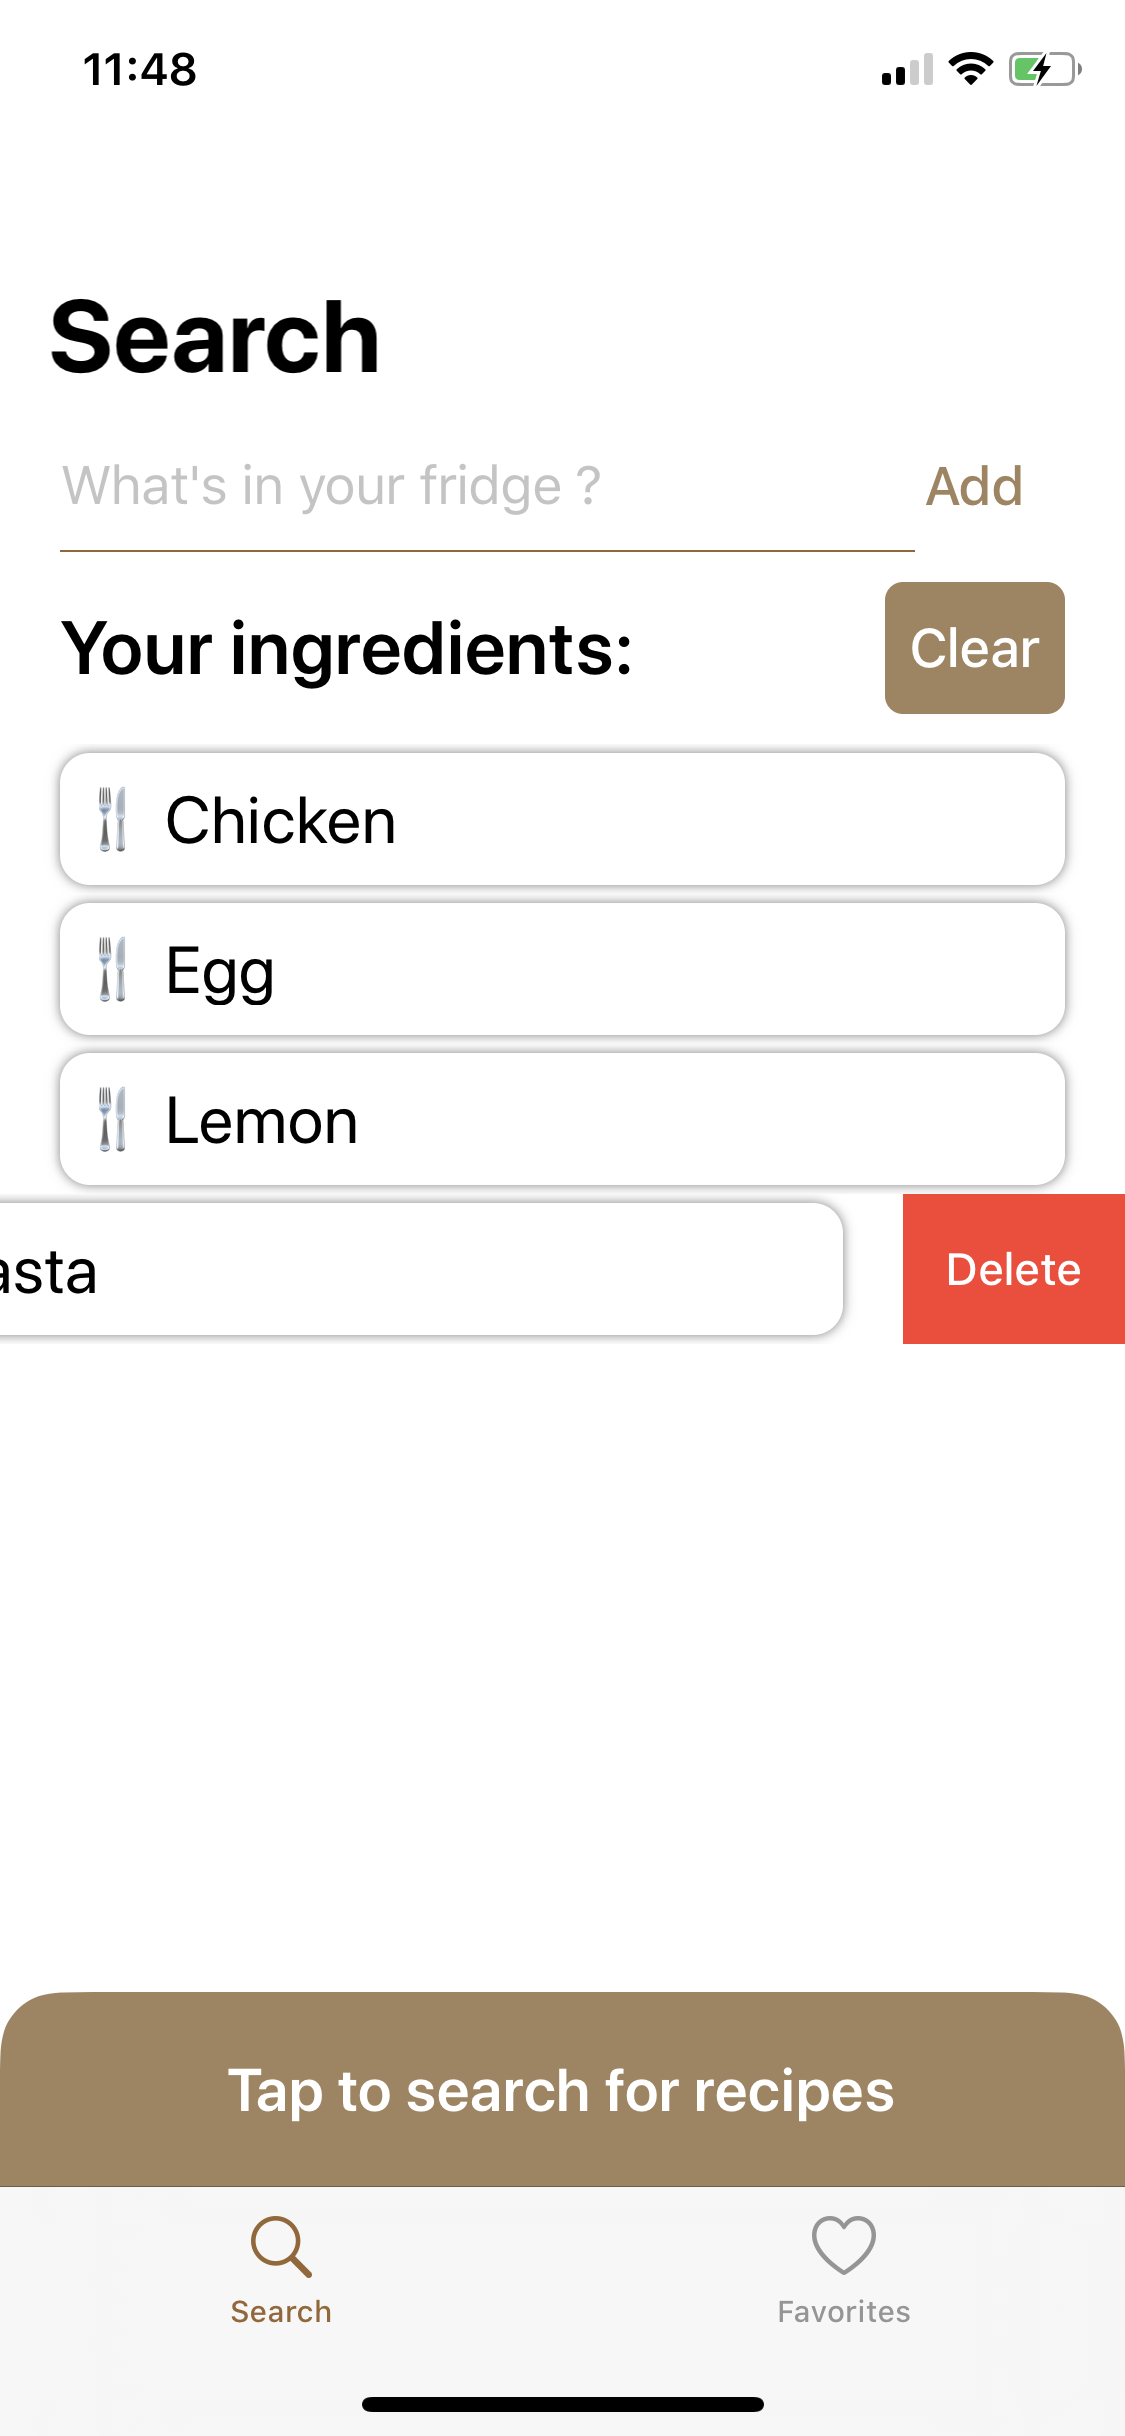 11:48
Search
What's in your fridge ?
Add
Your ingredients:
Clear
Chicken
Egg
Lemon
asta
Delete
Tap to search for recipes
Search
Favorites